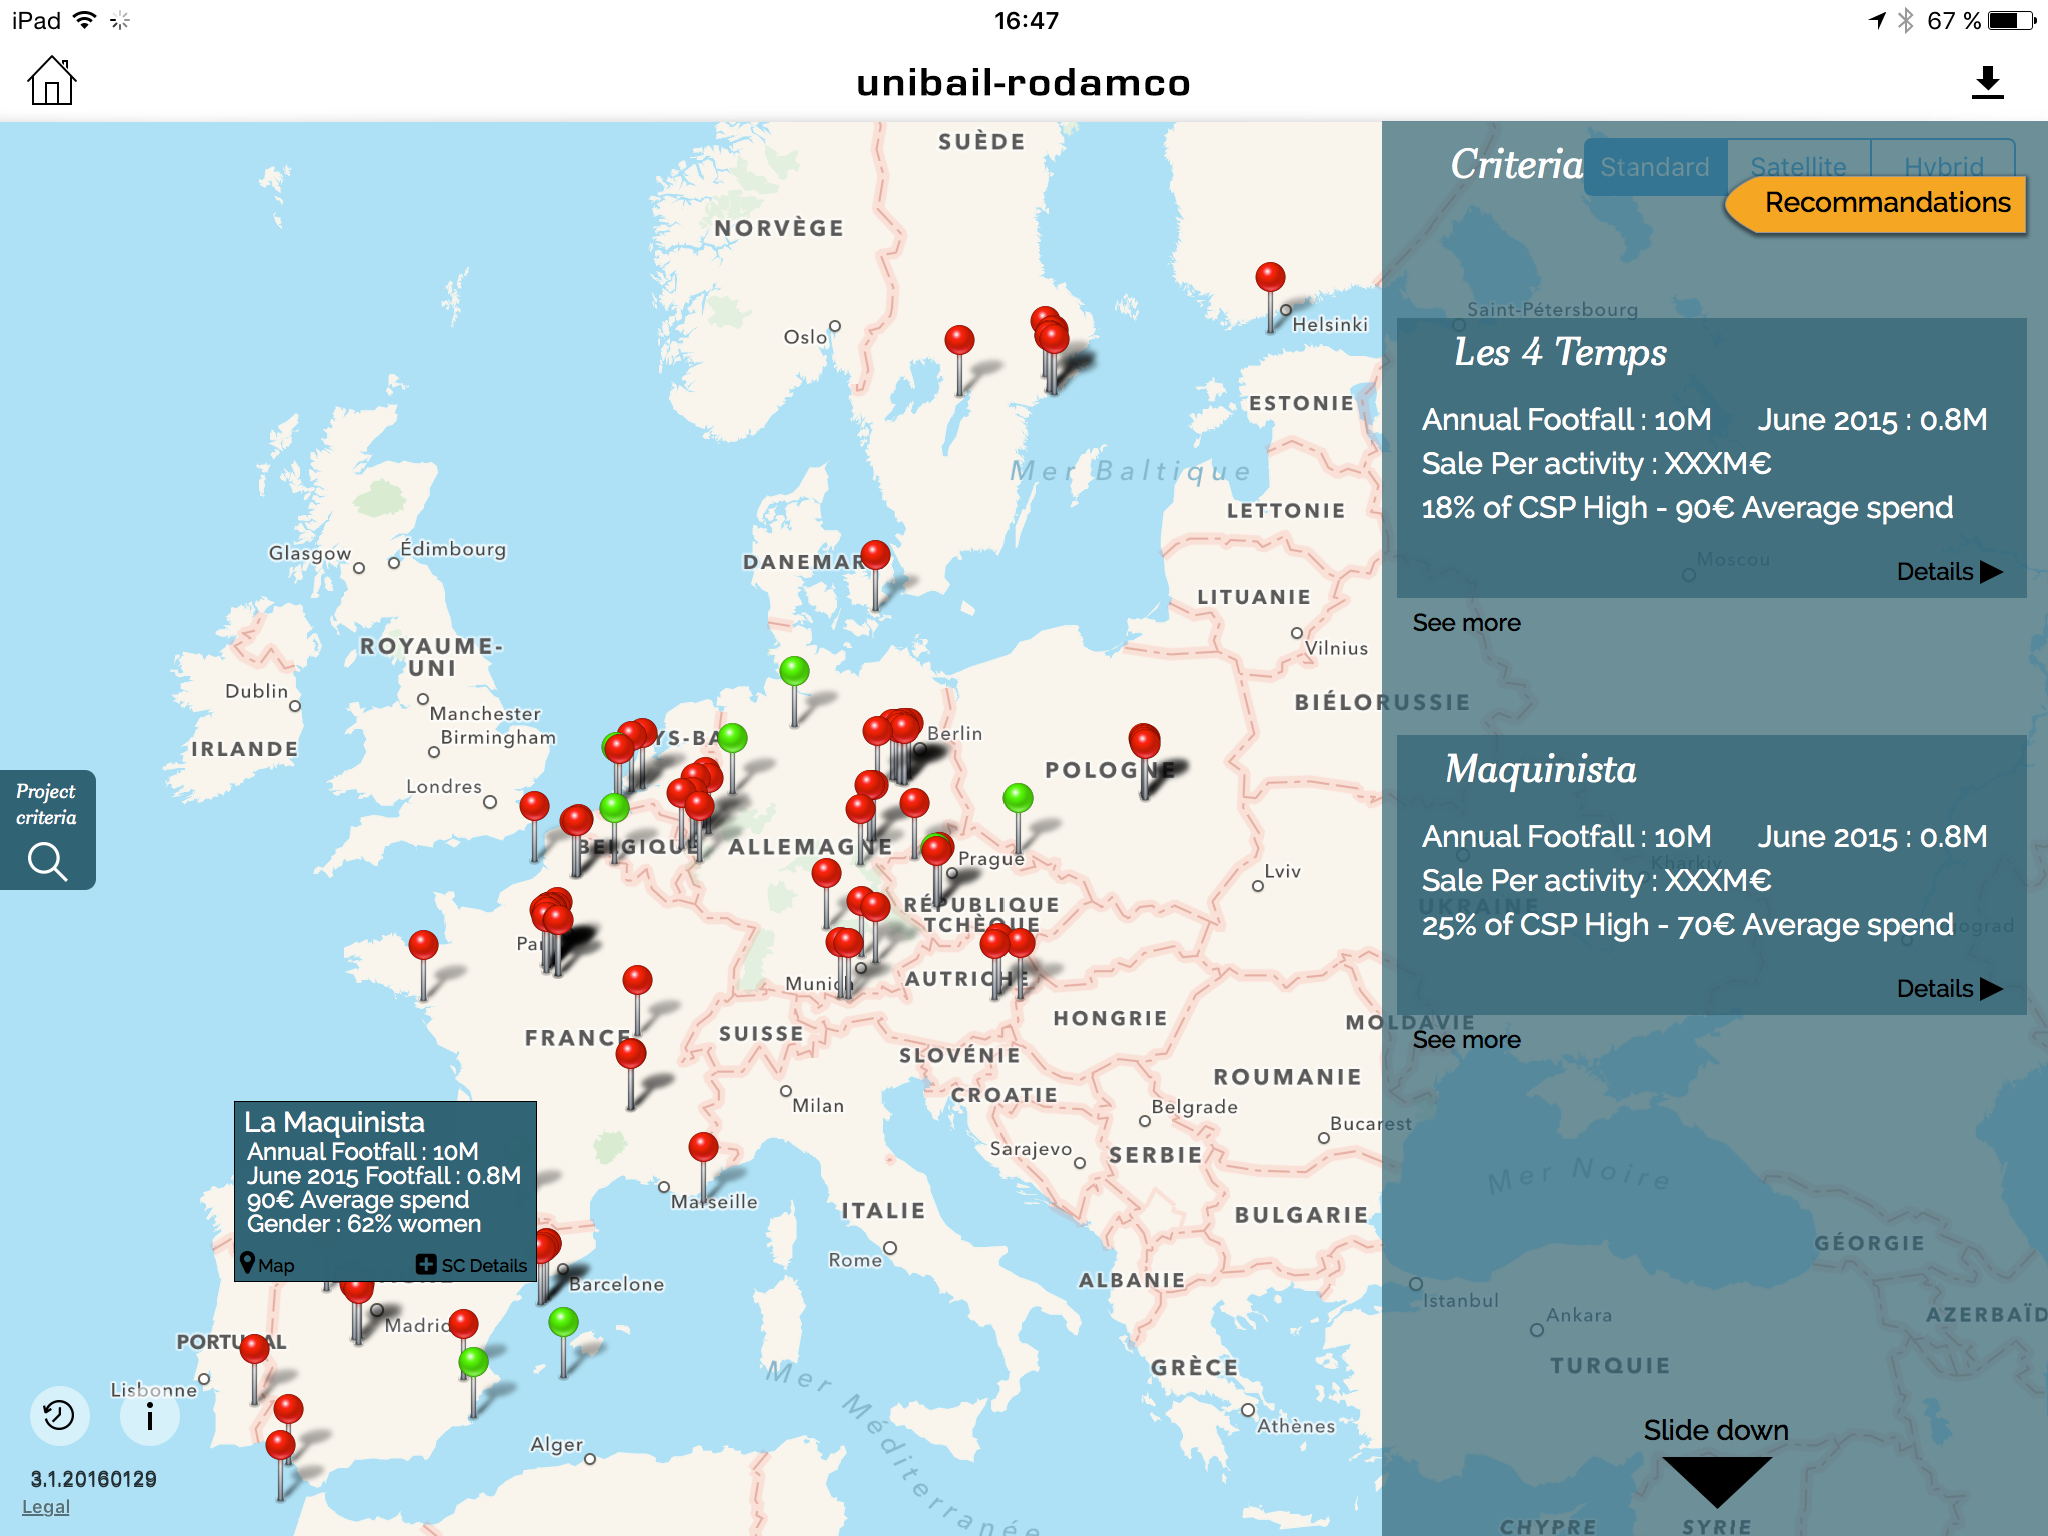 iPad
16:47
67 %
unibail-rodamco
Criteria
Standard
Satellite
Hybrid
Recommandations
SUÈDE
NORVÈGE
Oslo
Helsinki
Saint-Pétersbourg
ESTONIE
Mer Baltique
LETTONIE
Glasgow
Édimbourg
DANEMAR
LITUANIE
Vilnius
ROYAUME-
UNI
Dublin
Manchester
Birmingham
IRLANDE
Londres
YS-BA
Berlin
POLOGNE
BIÉLORUSSIE
BELGIQUE
ALLEMAGNE
Prague
Lviv
RÉPUBLIQUE
TCHÈQUE
Munich
AUTRICHE
FRANCE
SUISSE
HONGRIE
MOLDAVIE
SLOVÉNIE
CROATIE
ROUMANIE
Milan
Belgrade
Bucarest
Sarajevo
SERBIE
Marseille
ITALIE
BULGARIE
Rome
ALBANIE
Barcelone
Madrid
PORTUGAL
Lisbonne
GRÈCE
Athènes
Alger
Mer Méditerranée
Project
criteria
La Maquinista
Annual Footfall : 10M
June 2015 Footfall : 0.8M
90€ Average spend
Gender : 62% women
Map
SC Details
3.1.20160129
Legal
Les 4 Temps
Annual Footfall : 10M June 2015 : 0.8M
Sale Per activity : XXXM€
18% of CSP High - 90€ Average spend
Moscou
Details
See more
Maquinista
Annual Footfall : 10M June 2015 : 0.8M
Kharkiv
Sale Per activity : XXXM€
UKRAINE
25% of CSP High - 70€ Average spend
Details
See more
Mer Noire
GÉORGIE
Istanbul
Ankara
AZERBAÏD
TURQUIE
Slide down
CHYPRE
SYRIE